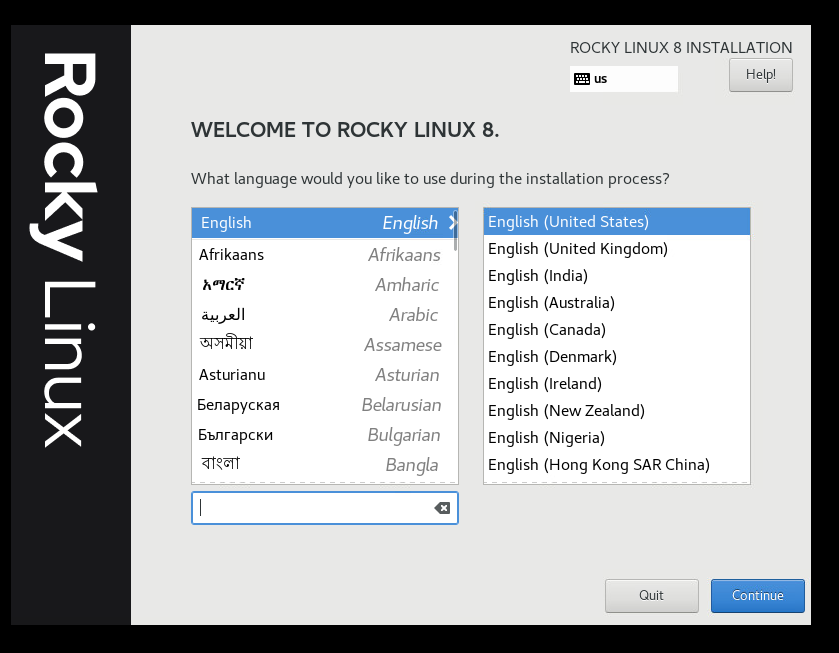 Rocky Linux
ROCKY LINUX 8 INSTALLATION
us
Help!
WELCOME TO ROCKY LINUX 8.
What language would you like to use during the installation process?
English English
Afrikaans Afrikaans
አማርኛ Amharic
العربية Arabic
অসমীয়া Assamese
Asturianu Asturian
Беларуская Belarusian
Български Bulgarian
বাংলা Bangla
English (United States)
English (United Kingdom)
English (India)
English (Australia)
English (Canada)
English (Denmark)
English (Ireland)
English (New Zealand)
English (Nigeria)
English (Hong Kong SAR China)
Quit
Continue